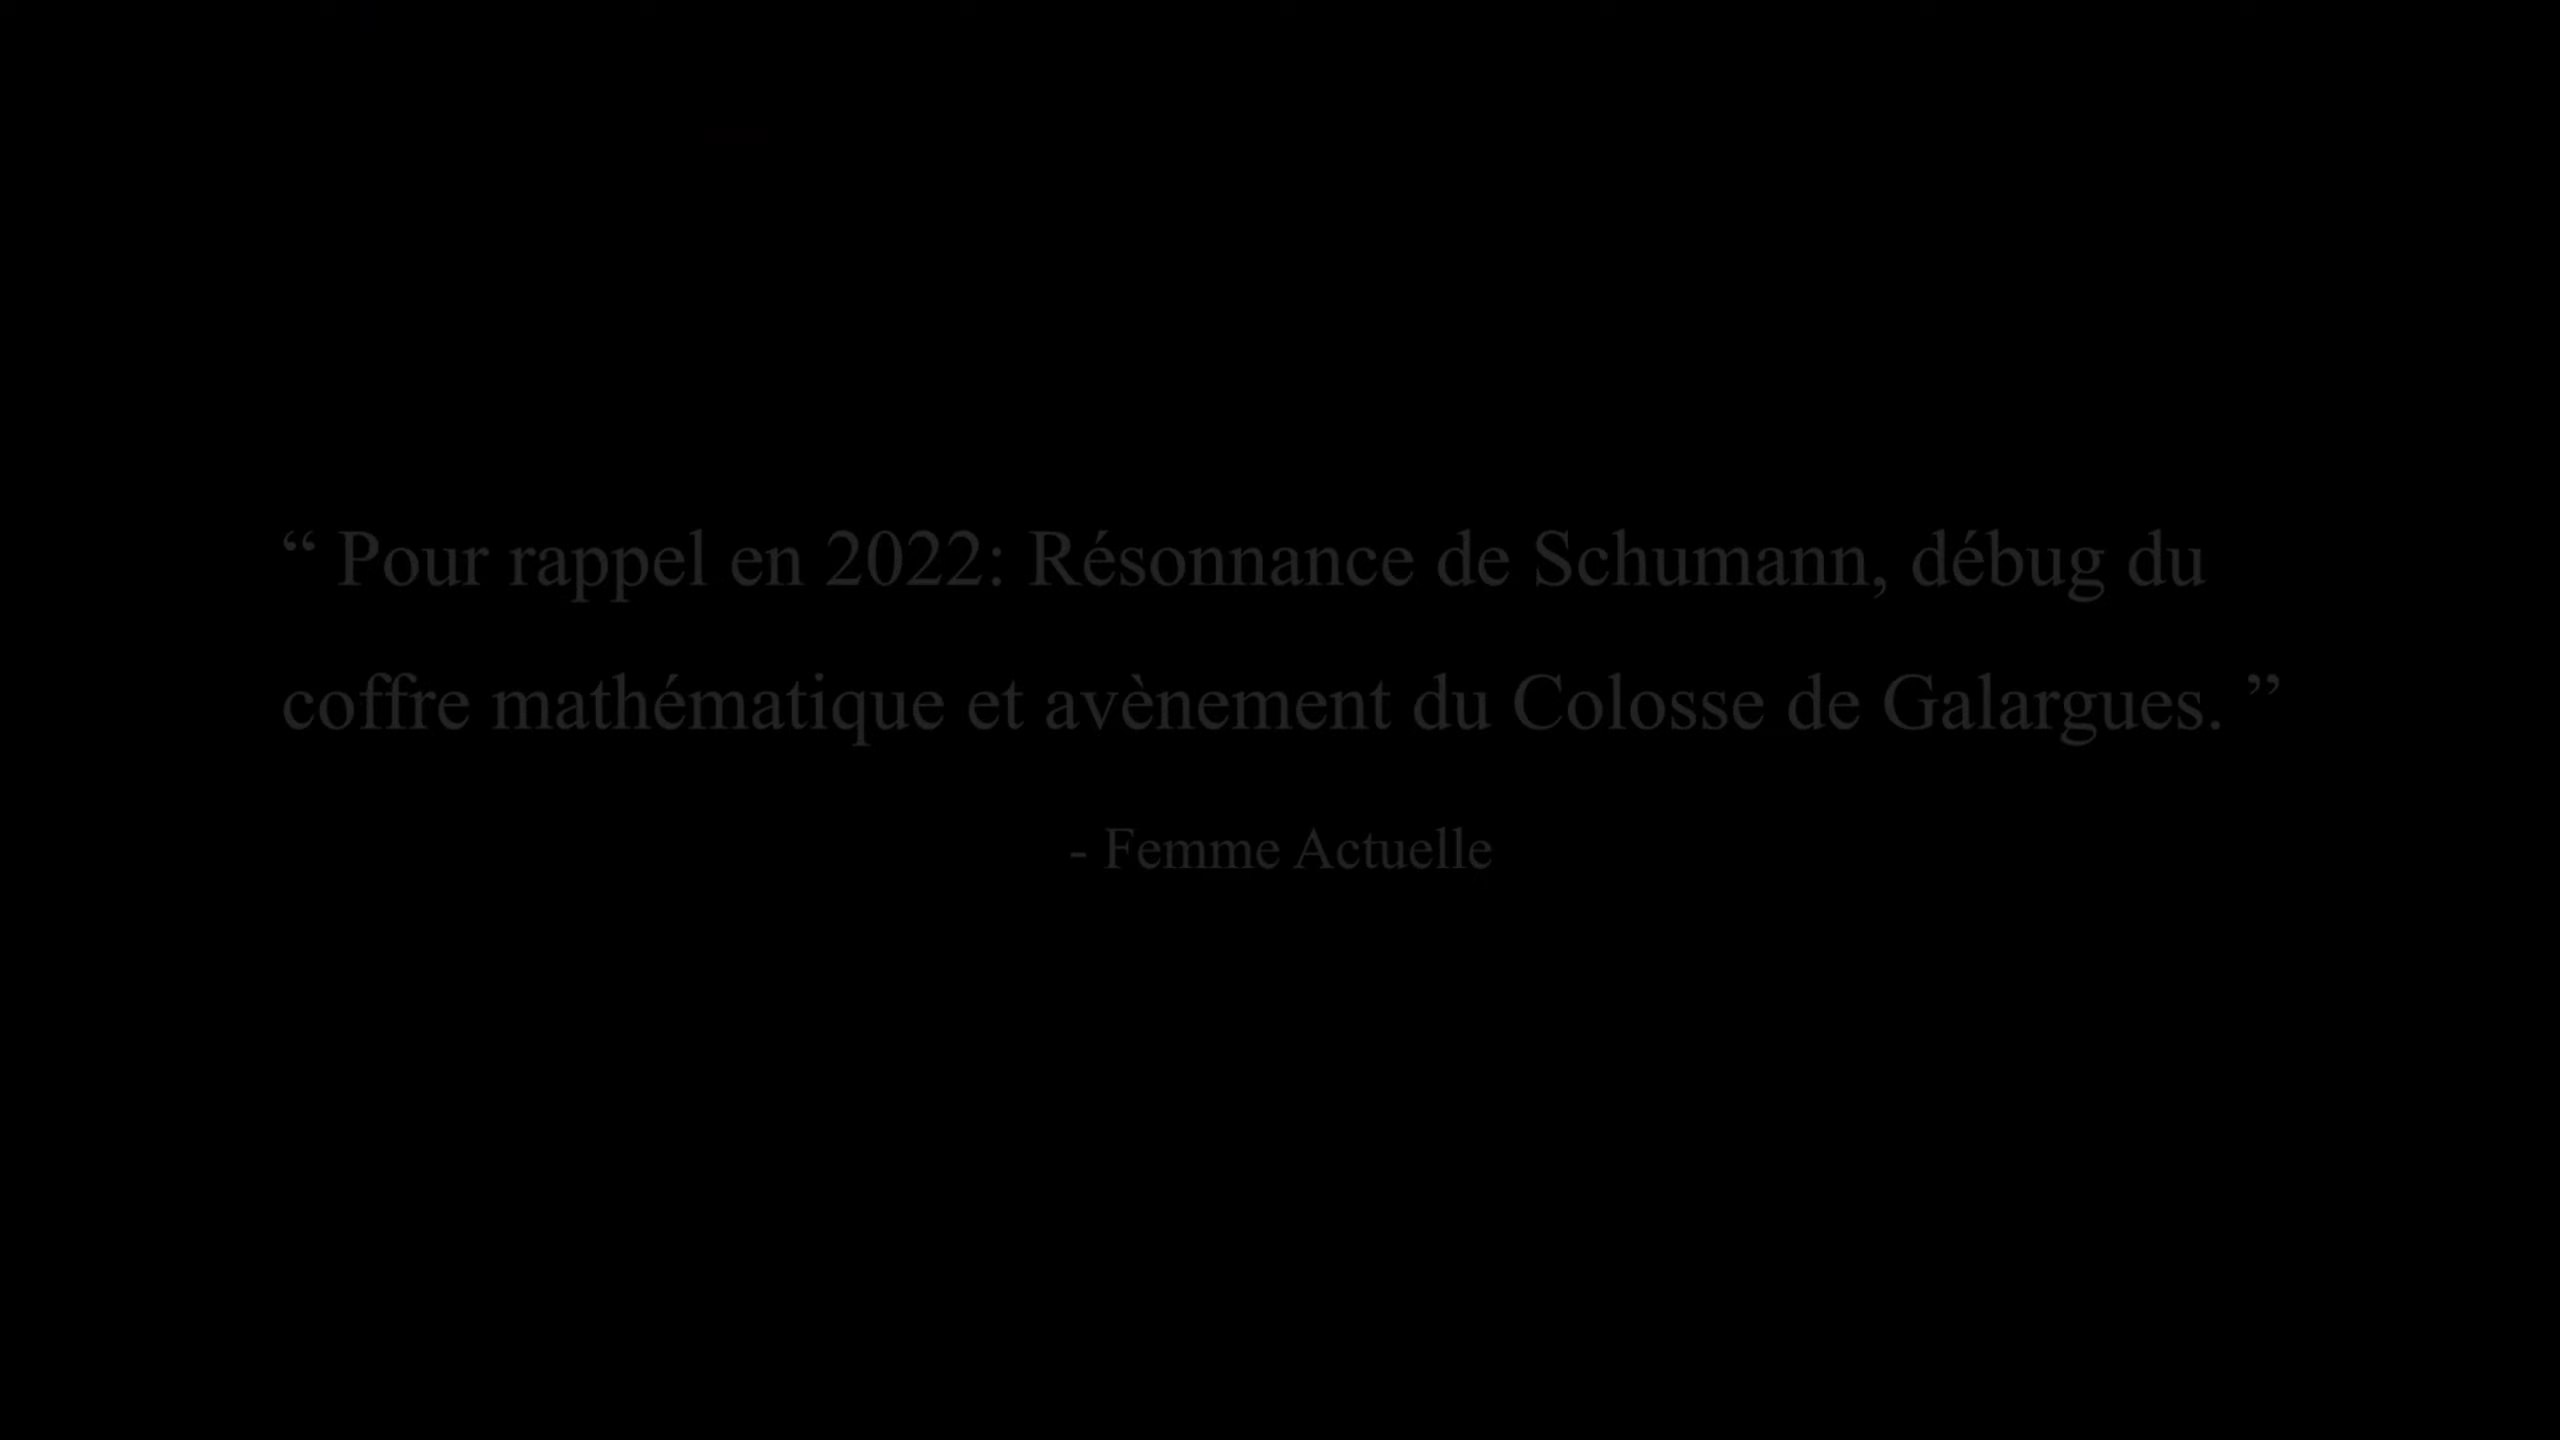 “ Pour rappel en 2022: Résonnance de Schumann, débug du
coffre mathématique et avènement du Colosse de Galargues. ”
- Femme Actuelle